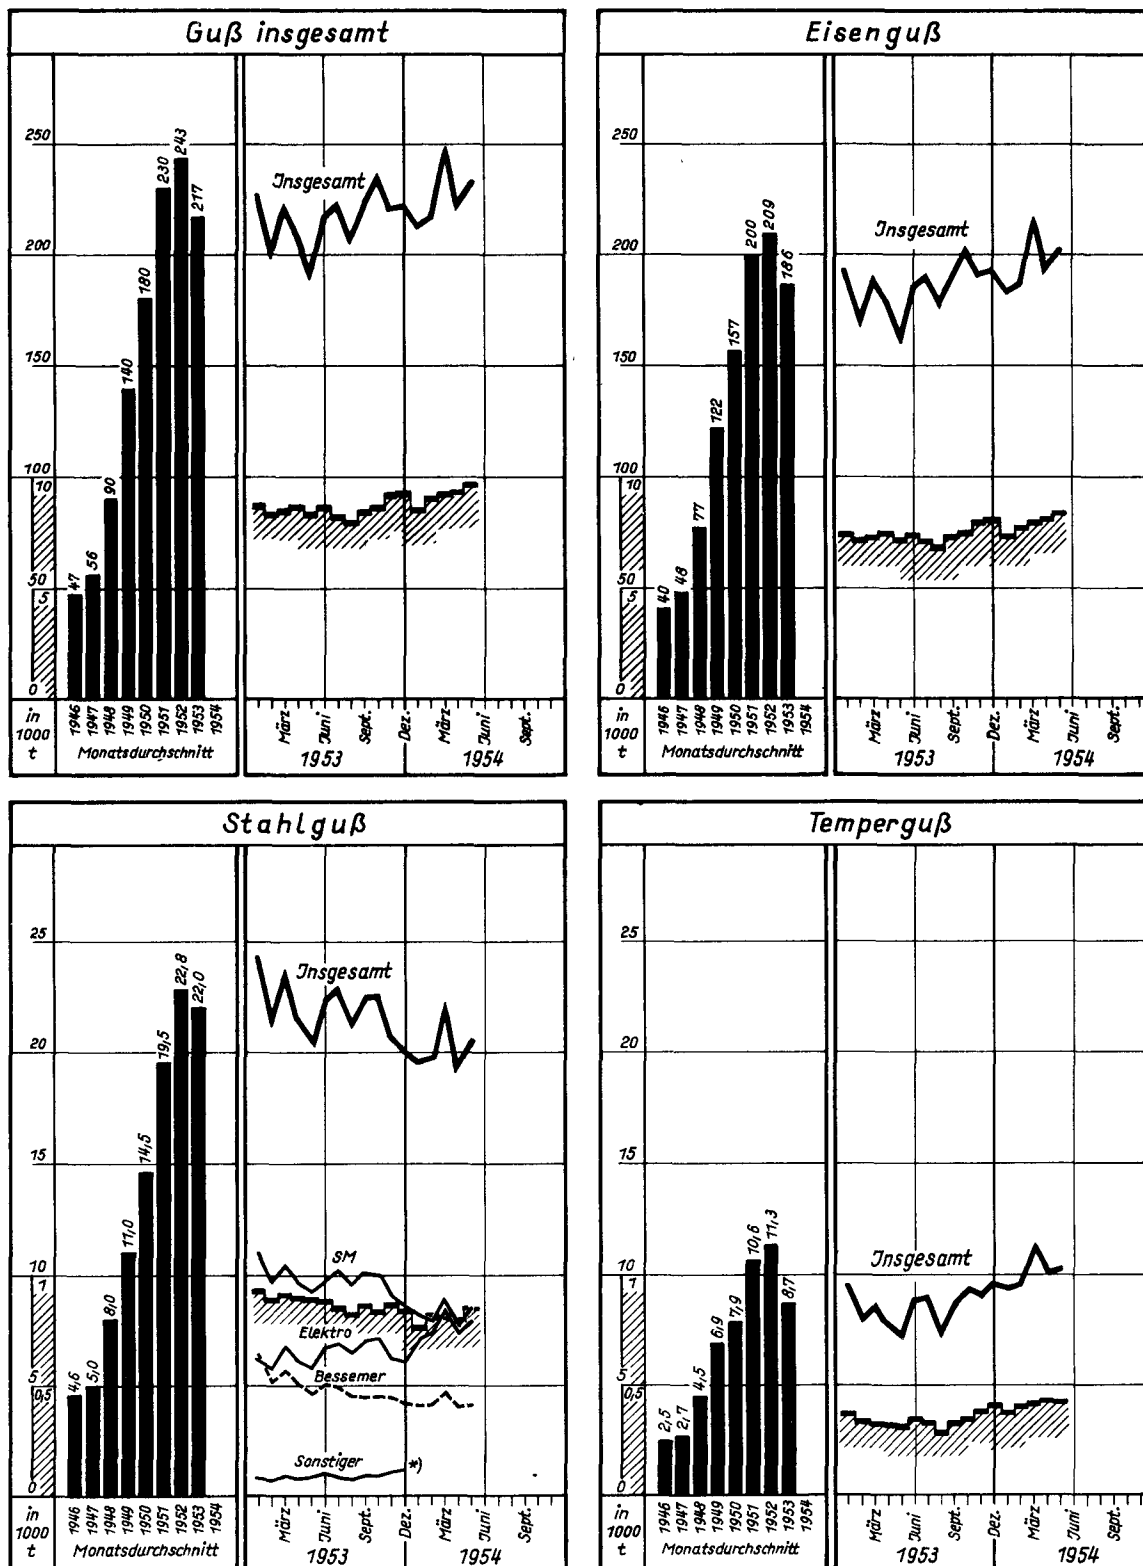 Guß insgesamt
250
200
150
100
10
50
5
0
47
56
90
140
180
230
243
217
Insgesamt
in
1000
t
1946
1947
1948
1949
1950
1951
1952
1953
1954
Monatsdurchschnitt
März
Juni
Sept.
Dez.
März
Juni
Sept.
1953
1954
Eisenguß
250
200
150
100
10
50
5
0
40
48
77
122
157
200
209
186
Insgesamt
in
1000
t
1946
1947
1948
1949
1950
1951
1952
1953
1954
Monatsdurchschnitt
März
Juni
Sept.
Dez.
März
Juni
Sept.
1953
1954
Stahlguß
25
20
15
10
1
5
0,5
0
4,6
5,0
8,0
11,0
14,5
19,5
22,8
22,0
Insgesamt
SM
Elektro
Bessemer
Sonstiger *)
in
1000
t
1946
1947
1948
1949
1950
1951
1952
1953
1954
Monatsdurchschnitt
März
Juni
Sept.
Dez.
März
Juni
Sept.
1953
1954
Temperguß
25
20
15
10
1
5
0,5
0
2,5
2,7
4,5
6,9
7,9
10,6
11,3
8,7
Insgesamt
in
1000
t
1946
1947
1948
1949
1950
1951
1952
1953
1954
Monatsdurchschnitt
März
Juni
Sept.
Dez.
März
Juni
Sept.
1953
1954